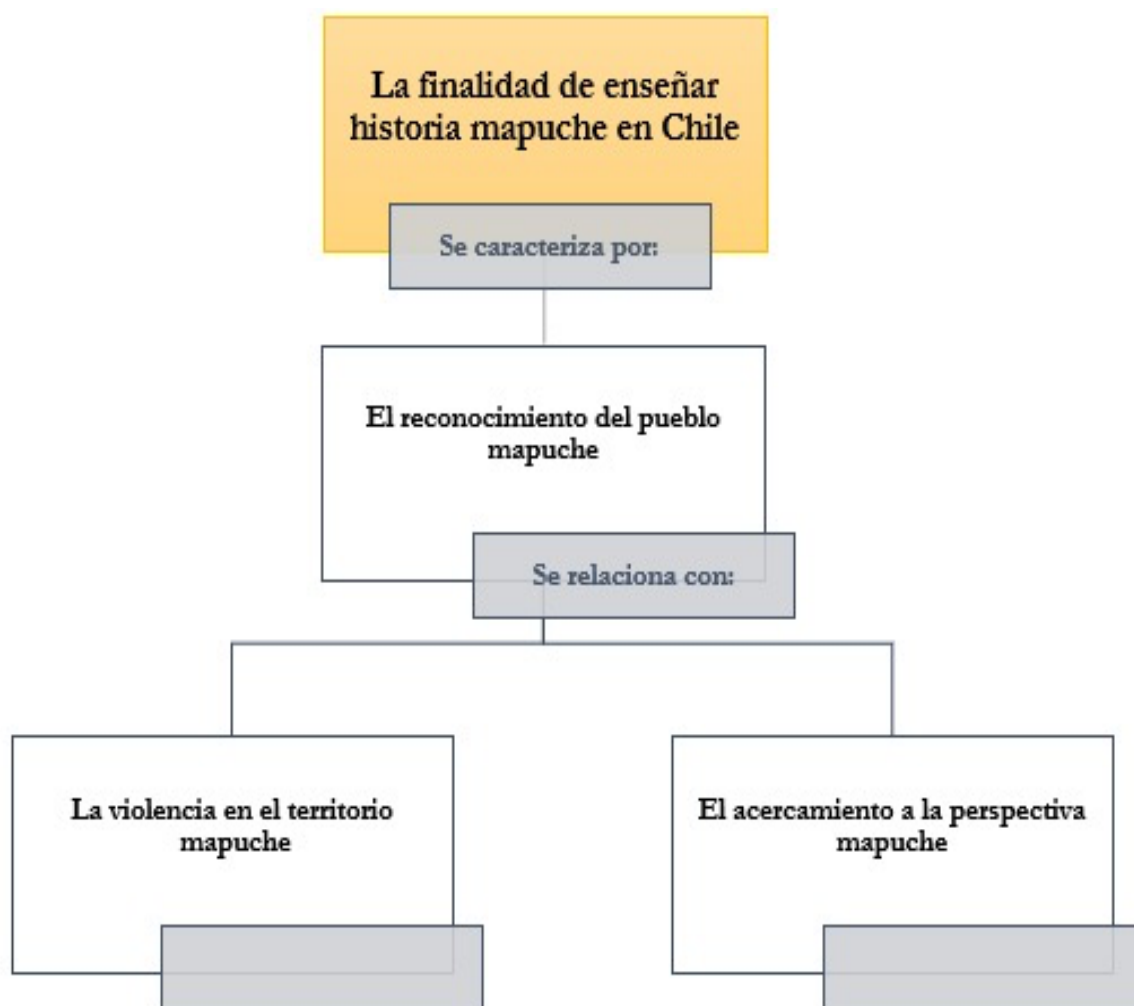 La finalidad de enseñar
historia mapuche en Chile
Se caracteriza por:
El reconocimiento del pueblo
mapuche
Se relaciona con:
La violencia en el territorio
mapuche
El acercamiento a la perspectiva
mapuche